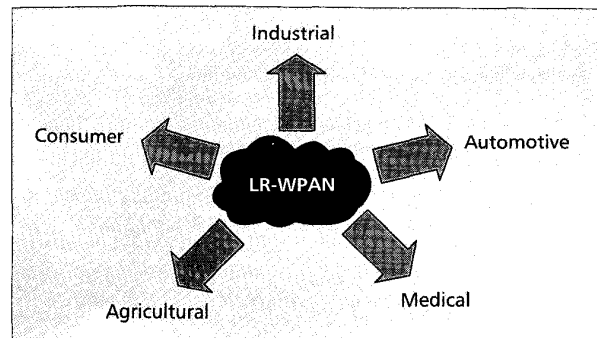 Industrial
Consumer
Automotive
LR-WPAN
Agricultural
Medical